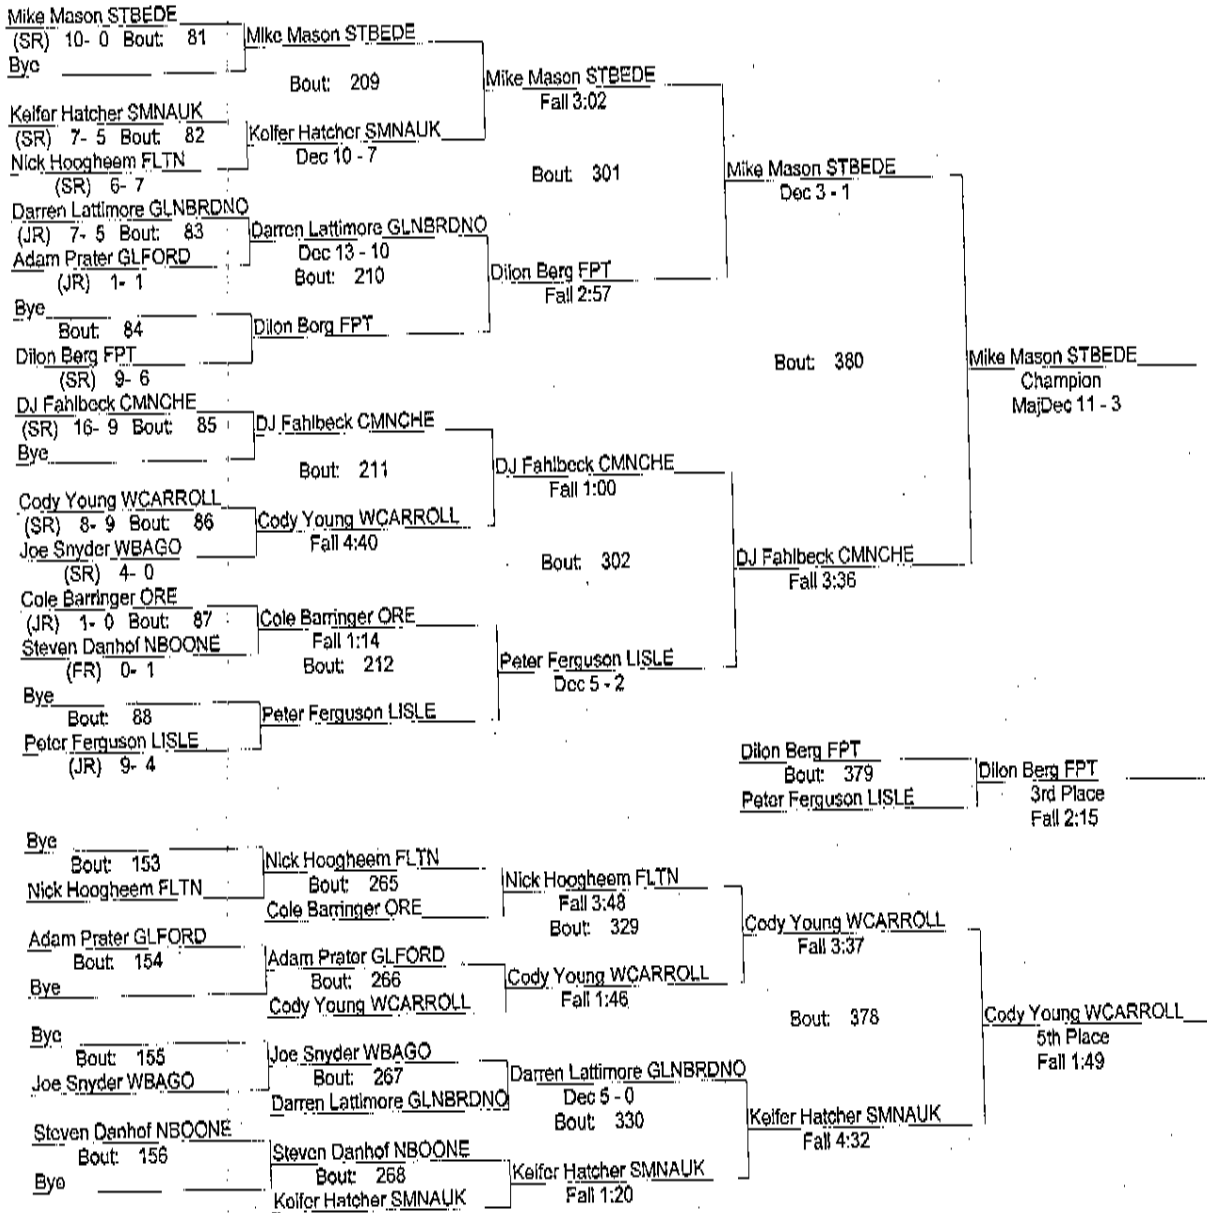 Mike Mason STBEDE
(SR) 10- 0 Bout: 81
Bye
Mike Mason STBEDE
Bout: 209
Keifer Hatcher SMNAUK
(SR) 7- 5 Bout: 82
Nick Hoogheem FLTN
(SR) 6- 7
Keifer Hatcher SMNAUK
Dec 10 - 7
Mike Mason STBEDE
Fall 3:02
Bout: 301
Darren Lattimore GLNBRDNO
(JR) 7- 5 Bout: 83
Adam Prater GLFORD
(JR) 1- 1
Darren Lattimore GLNBRDNO
Dec 13 - 10
Bout: 210
Bye
Bout: 84
Dilon Berg FPT
(SR) 9- 6
Dilon Berg FPT
Dilon Berg FPT
Fall 2:57
Mike Mason STBEDE
Dec 3 - 1
Bout: 380
Mike Mason STBEDE
Champion
MajDec 11 - 3
DJ Fahlbeck CMNCHE
(SR) 16- 9 Bout: 85
Bye
DJ Fahlbeck CMNCHE
Bout: 211
Cody Young WCARROLL
(SR) 8- 9 Bout: 86
Joe Snyder WBAGO
(SR) 4- 0
Cody Young WCARROLL
Fall 4:40
DJ Fahlbeck CMNCHE
Fall 1:00
Bout: 302
Cole Barringer ORE
(JR) 1- 0 Bout: 87
Steven Danhof NBOONE
(FR) 0- 1
Cole Barringer ORE
Fall 1:14
Bout: 212
Bye
Bout: 88
Peter Ferguson LISLE
(JR) 9- 4
Peter Ferguson LISLE
Peter Ferguson LISLE
Dec 5 - 2
DJ Fahlbeck CMNCHE
Fall 3:36
Dilon Berg FPT
Bout: 379
Peter Ferguson LISLE
Dilon Berg FPT
3rd Place
Fall 2:15
Bye
Bout: 153
Nick Hoogheem FLTN
Nick Hoogheem FLTN
Bout: 265
Cole Barringer ORE
Nick Hoogheem FLTN
Fall 3:48
Bout: 329
Adam Prater GLFORD
Bout: 154
Bye
Adam Prater GLFORD
Bout: 266
Cody Young WCARROLL
Cody Young WCARROLL
Fall 1:46
Cody Young WCARROLL
Fall 3:37
Bout: 378
Cody Young WCARROLL
5th Place
Fall 1:49
Bye
Bout: 155
Joe Snyder WBAGO
Joe Snyder WBAGO
Bout: 267
Darren Lattimore GLNBRDNO
Darren Lattimore GLNBRDNO
Dec 5 - 0
Bout: 330
Steven Danhof NBOONE
Bout: 156
Bye
Steven Danhof NBOONE
Bout: 268
Keifer Hatcher SMNAUK
Keifer Hatcher SMNAUK
Fall 1:20
Keifer Hatcher SMNAUK
Fall 4:32